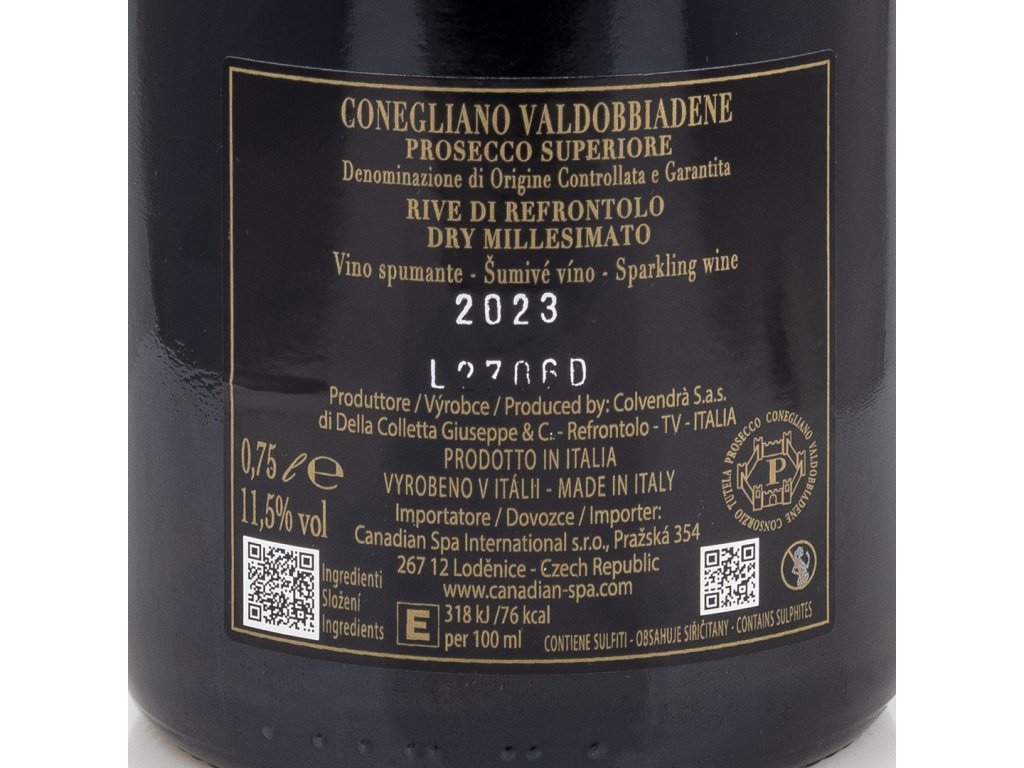 CONEGLIANO VALDOBBIADENE
PROSECCO SUPERIORE
Denominazione di Origine Controllata e Garantita
RIVE DI REFRONTOLO
DRY MILLESIMATO
Vino spumante - Šumivé víno - Sparkling wine
2023
L2706D
Produttore / Výrobce / Produced by: Colvendrà S.a.s.
di Della Colletta Giuseppe & C. - Refrontolo - TV - ITALIA
PRODOTTO IN ITALIA
VYROBENO V ITÁLII - MADE IN ITALY
Importatore / Dovozce / Importer:
Canadian Spa International s.r.o., Pražská 354
267 12 Loděnice - Czech Republic
www.canadian-spa.com
0,75 ℓ ℮
11,5% vol
Ingredienti
Složení
Ingredients
E
318 kJ /76 kcal
per 100 ml
CONSORZIO TUTELA PROSECCO CONEGLIANO VALDOBBIADENE
P
CONTIENE SULFITI - OBSAHUJE SIŘIČITANY - CONTAINS SULPHITES